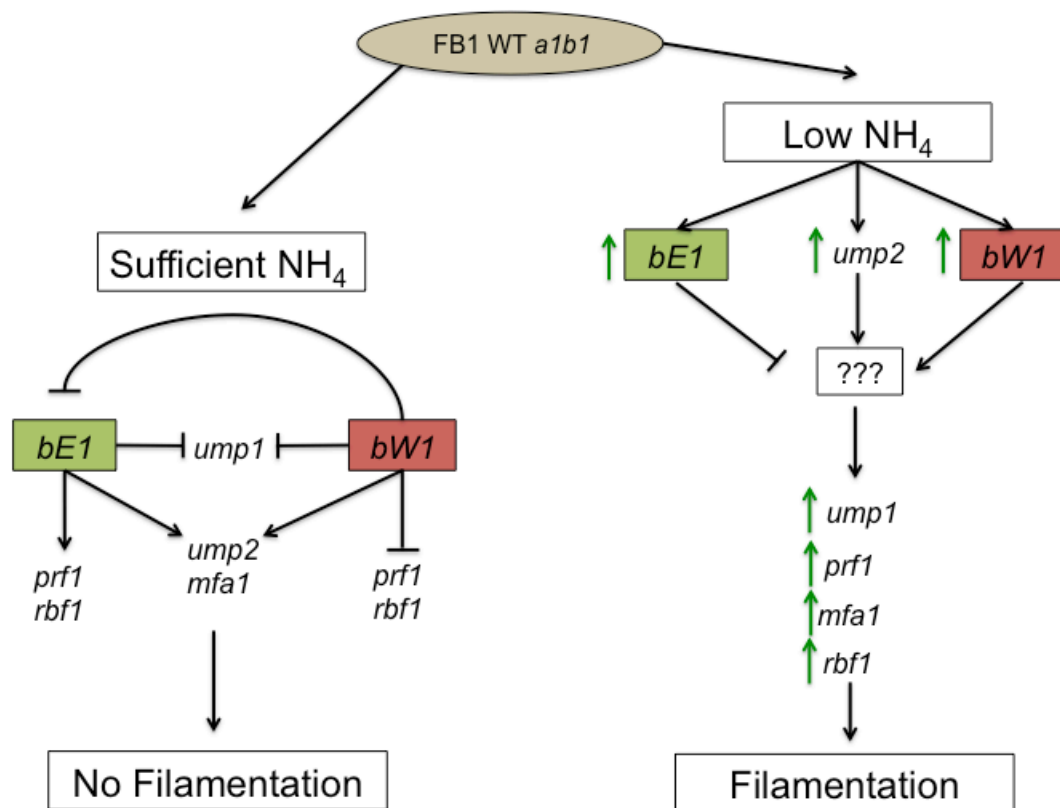 FB1 WT a1b1
Sufficient NH₄
bE1
ump1
bW1
prf1
rbf1
ump2
mfa1
prf1
rbf1
No Filamentation
Low NH₄
bE1
ump2
bW1
???
ump1
prf1
mfa1
rbf1
Filamentation